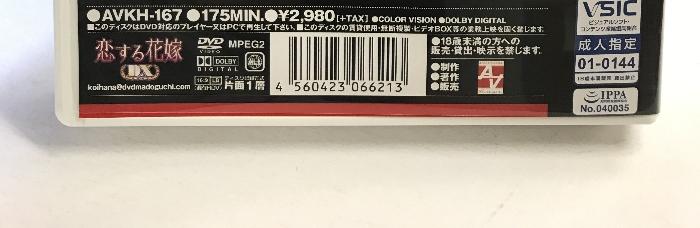 ●AVKH-167 ●175MIN. ●¥2,980 [+TAX] ●COLOR VISION ●DOLBY DIGITAL
■このディスクはDVD対応のプレイヤー又はPCで再生して下さい。■このディスクの賃貸使用・無断複製・ビデオBOX等の業務上映を固く禁じます。
恋する花嫁
DX
koihana@dvdmadoguchi.com
DVD
VIDEO
MPEG2
DOLBY
DIGITAL
16:9 LB
片面1層
4 560423 066213
●18歳未満の方への
販売・貸出・映示を禁じます。
●制作
●著作
●販売
AV
VSIC
ビジュアルソフト・
コンテンツ産業協同組合
成人指定
01-0144
IPPA
No.040035